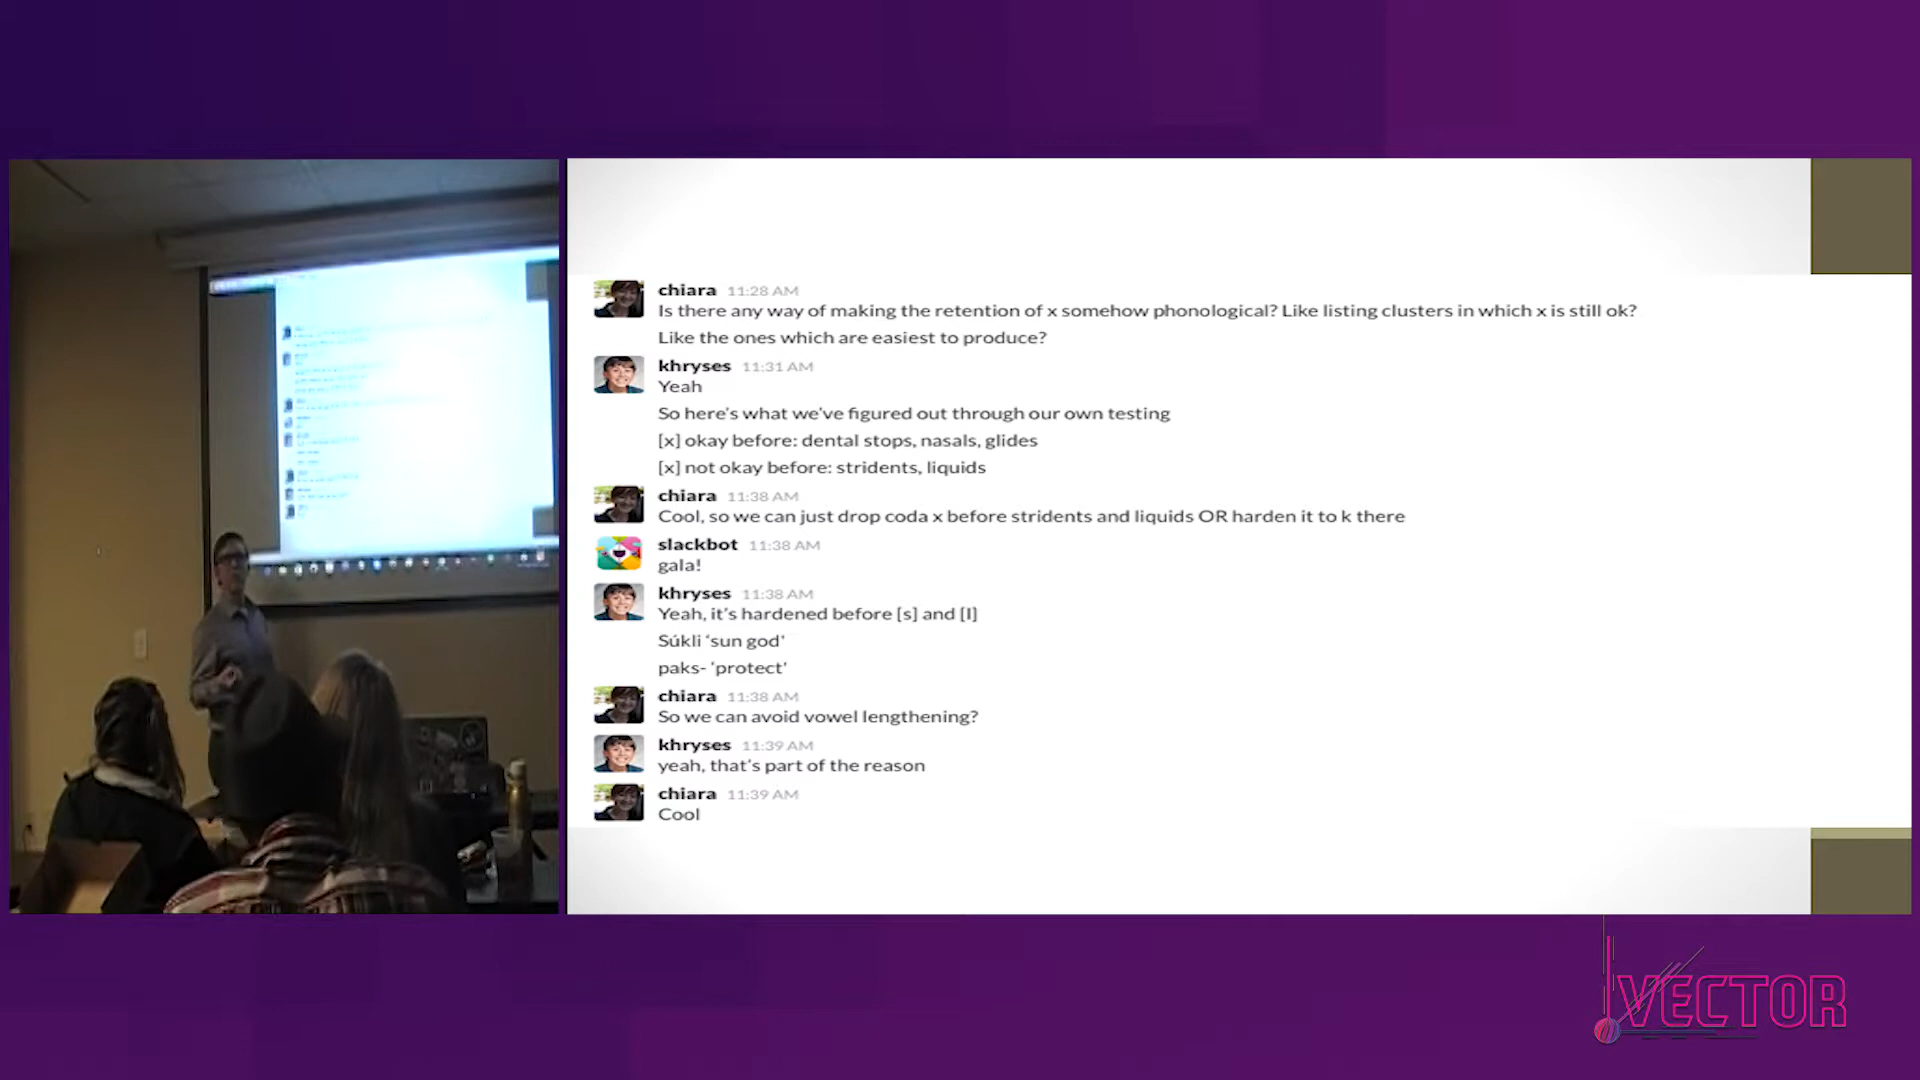 chiara 11:28 AM
Is there any way of making the retention of x somehow phonological? Like listing clusters in which x is still ok?
Like the ones which are easiest to produce?
khryses 11:31 AM
Yeah
So here's what we've figured out through our own testing
[x] okay before: dental stops, nasals, glides
[x] not okay before: stridents, liquids
chiara 11:38 AM
Cool, so we can just drop coda x before stridents and liquids OR harden it to k there
slackbot 11:38 AM
gala!
khryses 11:38 AM
Yeah, it's hardened before [s] and [l]
Súkli 'sun god'
paks- 'protect'
chiara 11:38 AM
So we can avoid vowel lengthening?
khryses 11:39 AM
yeah, that's part of the reason
chiara 11:39 AM
Cool
VECTOR